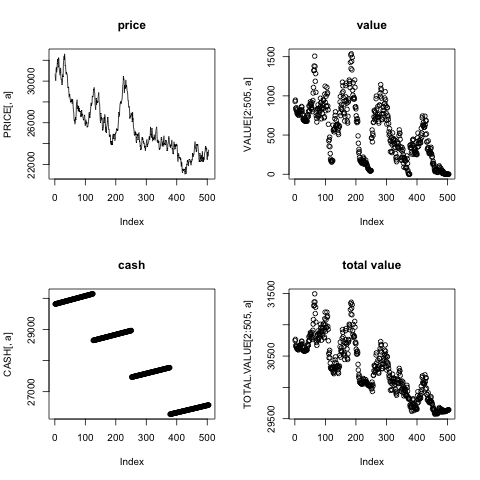 price
PRICE[, a]
22000 24000 26000 30000
0 100 200 300 400 500
Index
value
VALUE[2:505, a]
0 500 1000 1500
0 100 200 300 400 500
Index
cash
CASH[, a]
27000 29000
0 100 200 300 400 500
Index
total value
TOTAL.VALUE[2:505, a]
29500 30500 31500
0 100 200 300 400 500
Index